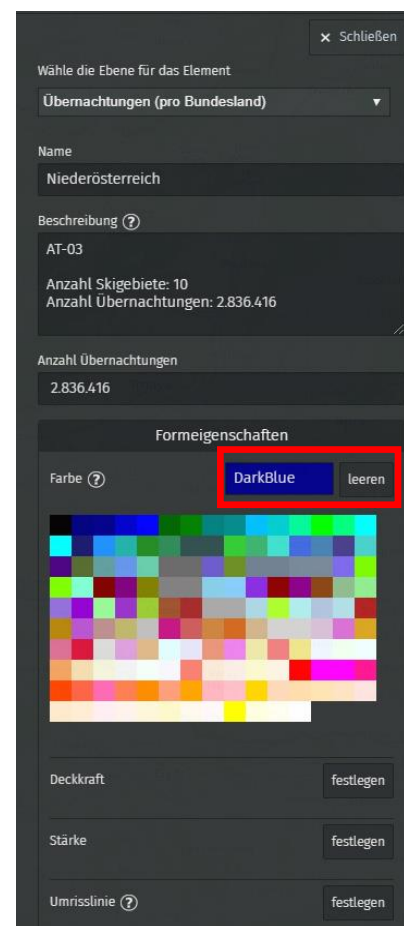 × Schließen
Wähle die Ebene für das Element
Übernachtungen (pro Bundesland) ▼
Name
Niederösterreich
Beschreibung ?
AT-03
Anzahl Skigebiete: 10
Anzahl Übernachtungen: 2.836.416
Anzahl Übernachtungen
2.836.416
Formeigenschaften
Farbe ? DarkBlue leeren
Deckkraft festlegen
Stärke festlegen
Umrisslinie ? festlegen